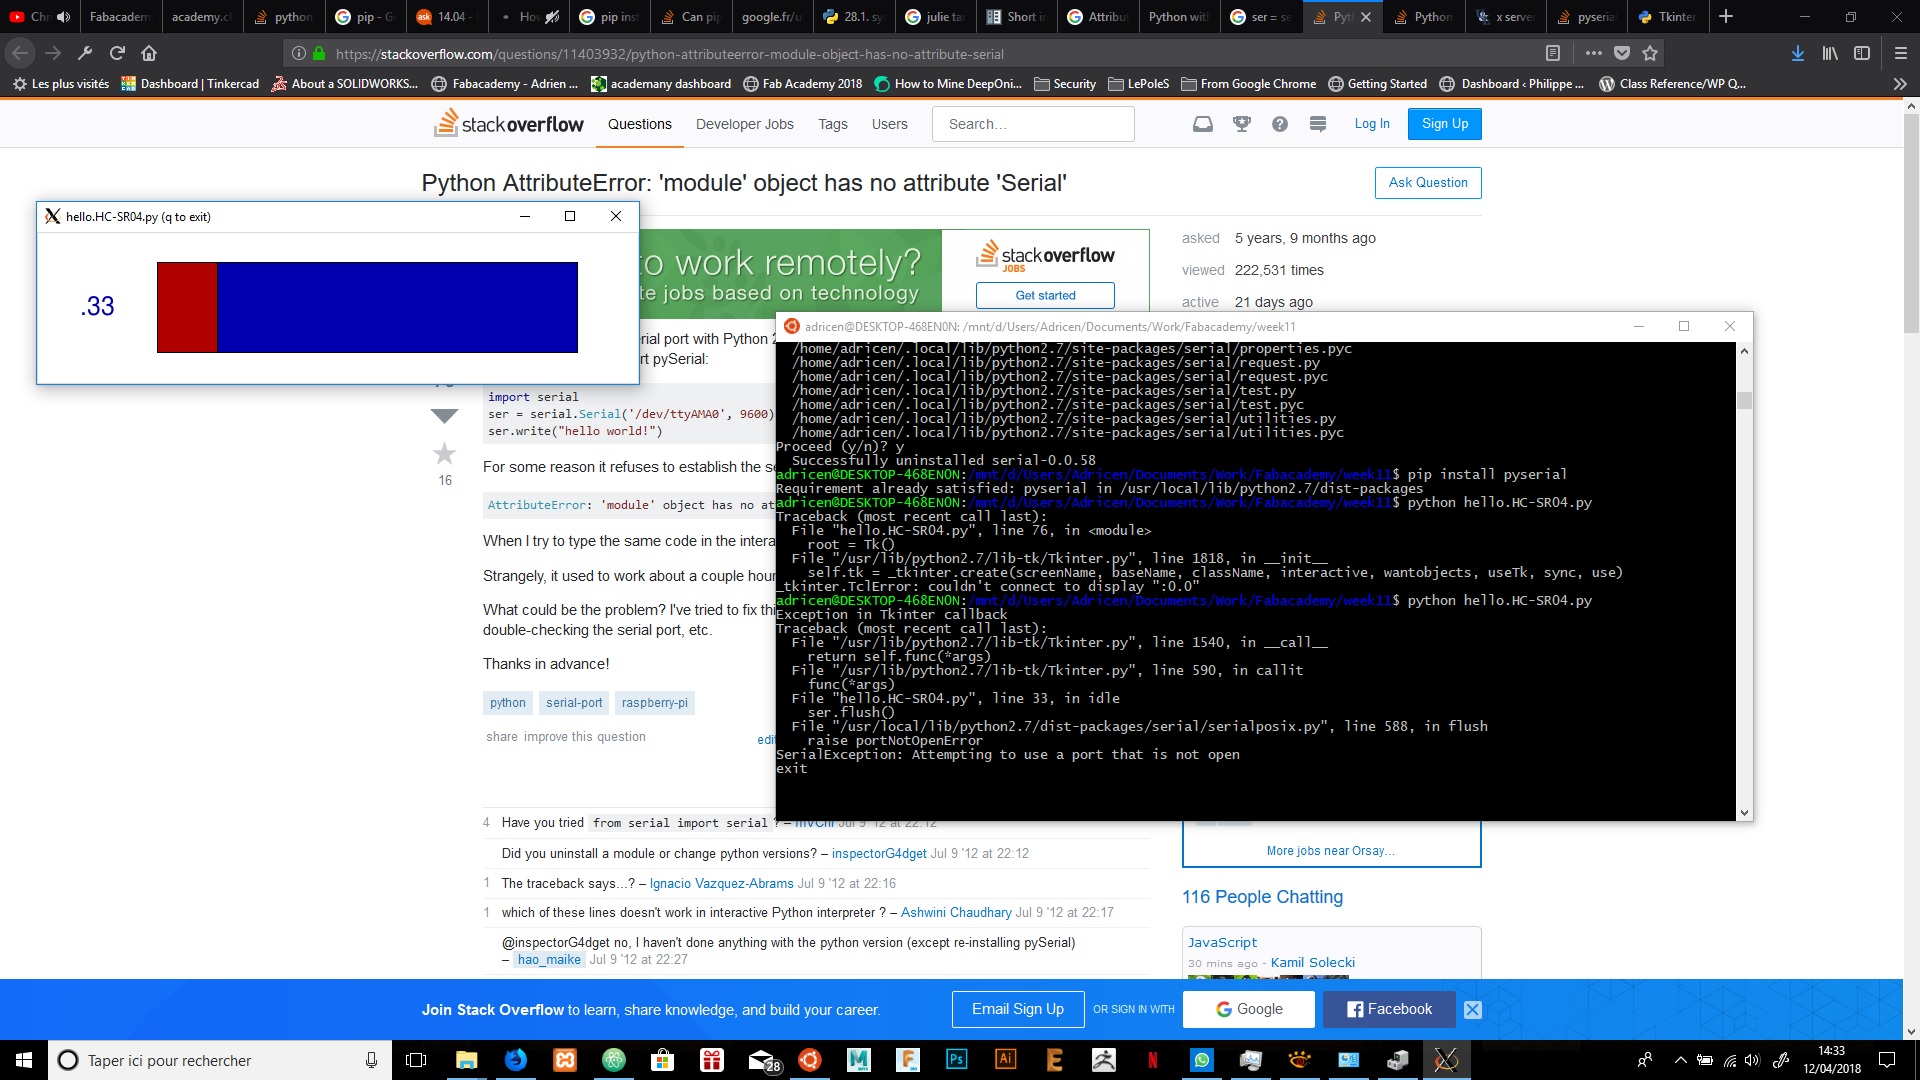 Chri
Fabacadem
academy.c
python
pip - G
14.04 -
Hov
pip inst
Can pip
google.fr/u
28.1. sy
julie tar
Short in
Attribut
Python with
ser = se
Pyt
Python
x server
pyseria
Tkinter
https://stackoverflow.com/questions/11403932/python-attributeerror-module-object-has-no-attribute-serial
Les plus visités
Dashboard | Tinkercad
About a SOLIDWORKS...
Fabacademy - Adrien ...
academany dashboard
Fab Academy 2018
How to Mine DeepOni...
Security
LePoleS
From Google Chrome
Getting Started
Dashboard ‹ Philippe ...
Class Reference/WP Q...
stackoverflow
Questions
Developer Jobs
Tags
Users
Search...
Log In
Sign Up
Python AttributeError: 'module' object has no attribute 'Serial'
Ask Question
hello.HC-SR04.py (q to exit)
.33
to work remotely?
te jobs based on technology
stackoverflow
JOBS
Get started
asked 5 years, 9 months ago
viewed 222,531 times
active 21 days ago
rial port with Python 2
rt pySerial:
import serial
ser = serial.Serial('/dev/ttyAMA0', 9600)
ser.write("hello world!")
For some reason it refuses to establish the se
16
AttributeError: 'module' object has no at
When I try to type the same code in the intera
Strangely, it used to work about a couple hour
What could be the problem? I've tried to fix thi
double-checking the serial port, etc.
Thanks in advance!
python
serial-port
raspberry-pi
share improve this question
edi
adricen@DESKTOP-468EN0N: /mnt/d/Users/Adricen/Documents/Work/Fabacademy/week11
/home/adricen/.local/lib/python2.7/site-packages/serial/properties.pyc
/home/adricen/.local/lib/python2.7/site-packages/serial/request.py
/home/adricen/.local/lib/python2.7/site-packages/serial/request.pyc
/home/adricen/.local/lib/python2.7/site-packages/serial/test.py
/home/adricen/.local/lib/python2.7/site-packages/serial/test.pyc
/home/adricen/.local/lib/python2.7/site-packages/serial/utilities.py
/home/adricen/.local/lib/python2.7/site-packages/serial/utilities.pyc
Proceed (y/n)? y
Successfully uninstalled serial-0.0.58
adricen@DESKTOP-468EN0N:/mnt/d/Users/Adricen/Documents/Work/Fabacademy/week11$ pip install pyserial
Requirement already satisfied: pyserial in /usr/local/lib/python2.7/dist-packages
adricen@DESKTOP-468EN0N:/mnt/d/Users/Adricen/Documents/Work/Fabacademy/week11$ python hello.HC-SR04.py
Traceback (most recent call last):
File "hello.HC-SR04.py", line 76, in <module>
root = Tk()
File "/usr/lib/python2.7/lib-tk/Tkinter.py", line 1818, in __init__
self.tk = _tkinter.create(screenName, baseName, className, interactive, wantobjects, useTk, sync, use)
_tkinter.TclError: couldn't connect to display ":0.0"
adricen@DESKTOP-468EN0N:/mnt/d/Users/Adricen/Documents/Work/Fabacademy/week11$ python hello.HC-SR04.py
Exception in Tkinter callback
Traceback (most recent call last):
File "/usr/lib/python2.7/lib-tk/Tkinter.py", line 1540, in __call__
return self.func(*args)
File "/usr/lib/python2.7/lib-tk/Tkinter.py", line 590, in callit
func(*args)
File "hello.HC-SR04.py", line 33, in idle
ser.flush()
File "/usr/local/lib/python2.7/dist-packages/serial/serialposix.py", line 588, in flush
raise portNotOpenError
SerialException: Attempting to use a port that is not open
exit
4 Have you tried from serial import serial ? – mVChr Jul 9 '12 at 22:12
Did you uninstall a module or change python versions? – inspectorG4dget Jul 9 '12 at 22:12
1 The traceback says...? – Ignacio Vazquez-Abrams Jul 9 '12 at 22:16
1 which of these lines doesn't work in interactive Python interpreter ? – Ashwini Chaudhary Jul 9 '12 at 22:17
@inspectorG4dget no, I haven't done anything with the python version (except re-installing pySerial)
– hao_maike Jul 9 '12 at 22:27
More jobs near Orsay...
116 People Chatting
JavaScript
30 mins ago - Kamil Solecki
Join Stack Overflow to learn, share knowledge, and build your career.
Email Sign Up
OR SIGN IN WITH
Google
Facebook
Taper ici pour rechercher
28
14:33
12/04/2018